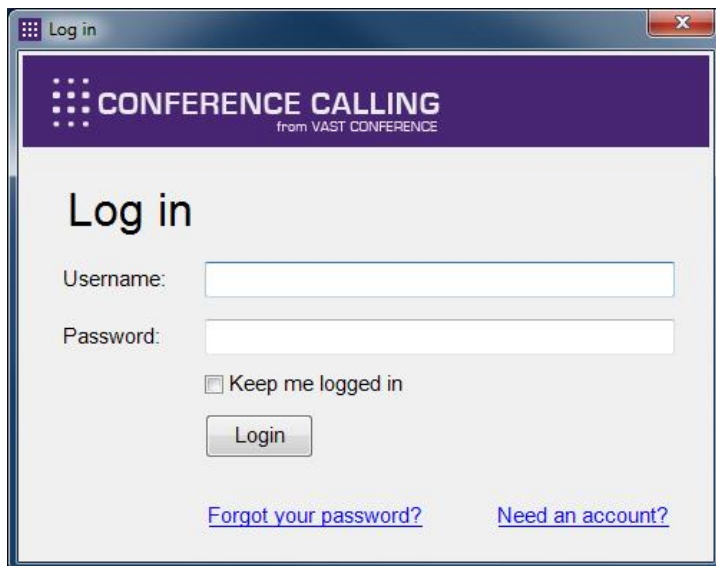 Log in
CONFERENCE CALLING
from VAST CONFERENCE
Log in
Username:
Password:
Keep me logged in
Login
Forgot your password? Need an account?